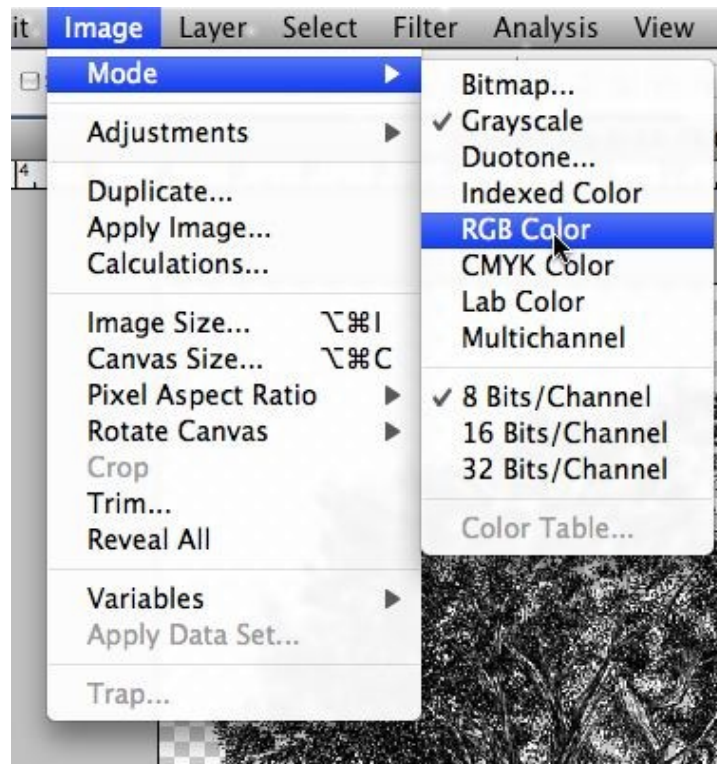 it Image Layer Select Filter Analysis View
Mode
Adjustments
Duplicate...
Apply Image...
Calculations...
Image Size... ⌥⌘I
Canvas Size... ⌥⌘C
Pixel Aspect Ratio
Rotate Canvas
Crop
Trim...
Reveal All
Variables
Apply Data Set...
Trap...
Bitmap...
✓ Grayscale
Duotone...
Indexed Color
RGB Color
CMYK Color
Lab Color
Multichannel
✓ 8 Bits/Channel
16 Bits/Channel
32 Bits/Channel
Color Table...
4